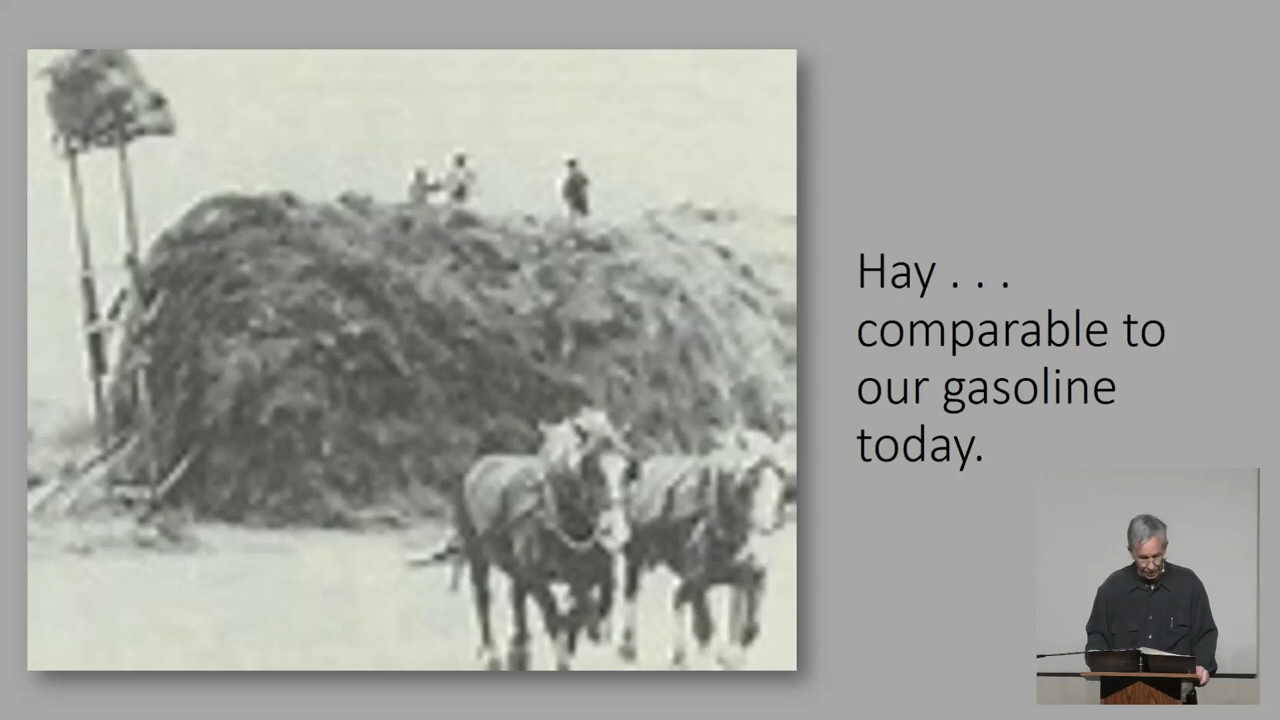 Hay . . .
comparable to
our gasoline
today.